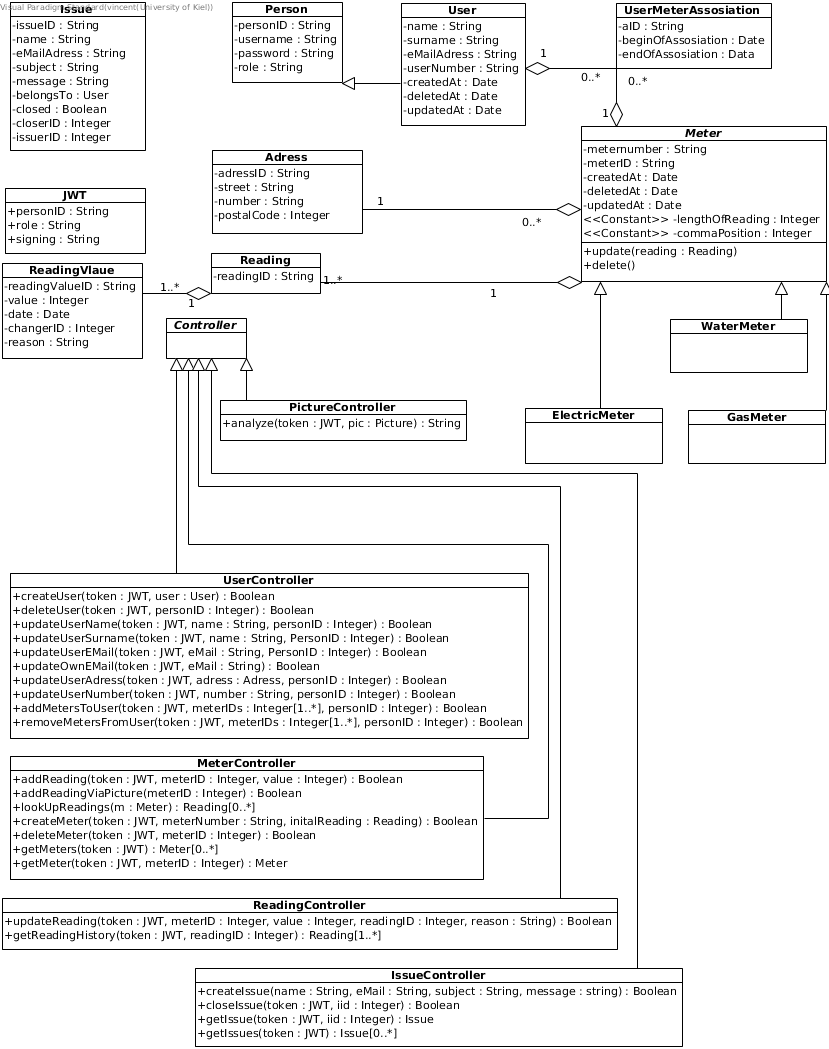 Visual Paradigm Standard(vincent(University of Kiel))
Issue
-issueID : String
-name : String
-eMailAdress : String
-subject : String
-message : String
-belongsTo : User
-closed : Boolean
-closerID : Integer
-issuerID : Integer
Person
-personID : String
-username : String
-password : String
-role : String
User
-name : String
-surname : String
-eMailAdress : String
-userNumber : String
-createdAt : Date
-deletedAt : Date
-updatedAt : Date
1
0..*
UserMeterAssosiation
-aID : String
-beginOfAssosiation : Date
-endOfAssosiation : Data
0..*
1
Meter
-meternumber : String
-meterID : String
-createdAt : Date
-deletedAt : Date
-updatedAt : Date
<<Constant>> -lengthOfReading : Integer
<<Constant>> -commaPosition : Integer
+update(reading : Reading)
+delete()
Adress
-adressID : String
-street : String
-number : String
-postalCode : Integer
1
0..*
JWT
+personID : String
+role : String
+signing : String
ReadingVlaue
-readingValueID : String
-value : Integer
-date : Date
-changerID : Integer
-reason : String
1..*
1
Reading
-readingID : String
1..*
1
Controller
WaterMeter
ElectricMeter
GasMeter
PictureController
+analyze(token : JWT, pic : Picture) : String
UserController
+createUser(token : JWT, user : User) : Boolean
+deleteUser(token : JWT, personID : Integer) : Boolean
+updateUserName(token : JWT, name : String, personID : Integer) : Boolean
+updateUserSurname(token : JWT, name : String, PersonID : Integer) : Boolean
+updateUserEMail(token : JWT, eMail : String, PersonID : Integer) : Boolean
+updateOwnEMail(token : JWT, eMail : String) : Boolean
+updateUserAdress(token : JWT, adress : Adress, personID : Integer) : Boolean
+updateUserNumber(token : JWT, number : String, personID : Integer) : Boolean
+addMetersToUser(token : JWT, meterIDs : Integer[1..*], personID : Integer) : Boolean
+removeMetersFromUser(token : JWT, meterIDs : Integer[1..*], personID : Integer) : Boolean
MeterController
+addReading(token : JWT, meterID : Integer, value : Integer) : Boolean
+addReadingViaPicture(meterID : Integer) : Boolean
+lookUpReadings(m : Meter) : Reading[0..*]
+createMeter(token : JWT, meterNumber : String, initalReading : Reading) : Boolean
+deleteMeter(token : JWT, meterID : Integer) : Boolean
+getMeters(token : JWT) : Meter[0..*]
+getMeter(token : JWT, meterID : Integer) : Meter
ReadingController
+updateReading(token : JWT, meterID : Integer, value : Integer, readingID : Integer, reason : String) : Boolean
+getReadingHistory(token : JWT, readingID : Integer) : Reading[1..*]
IssueController
+createIssue(name : String, eMail : String, subject : String, message : string) : Boolean
+closeIssue(token : JWT, iid : Integer) : Boolean
+getIssue(token : JWT, iid : Integer) : Issue
+getIssues(token : JWT) : Issue[0..*]